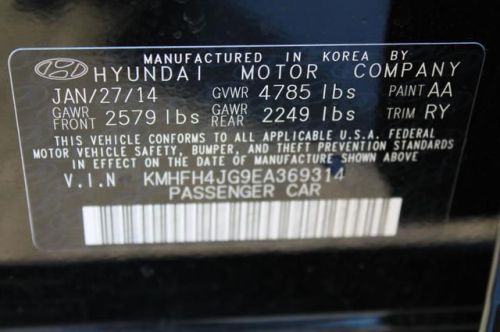 MANUFACTURED IN KOREA BY
HYUNDAI MOTOR COMPANY
JAN/27/14 GVWR 4785 lbs PAINT AA
GAWR FRONT 2579 lbs GAWR REAR 2249 lbs TRIM RY
THIS VEHICLE CONFORMS TO ALL APPLICABLE U.S.A. FEDERAL
MOTOR VEHICLE SAFETY, BUMPER, AND THEFT PREVENTION STANDARDS
IN EFFECT ON THE DATE OF MANUFACTURE SHOWN ABOVE.
V.I.N KMHFH4JG9EA369314
PASSENGER CAR